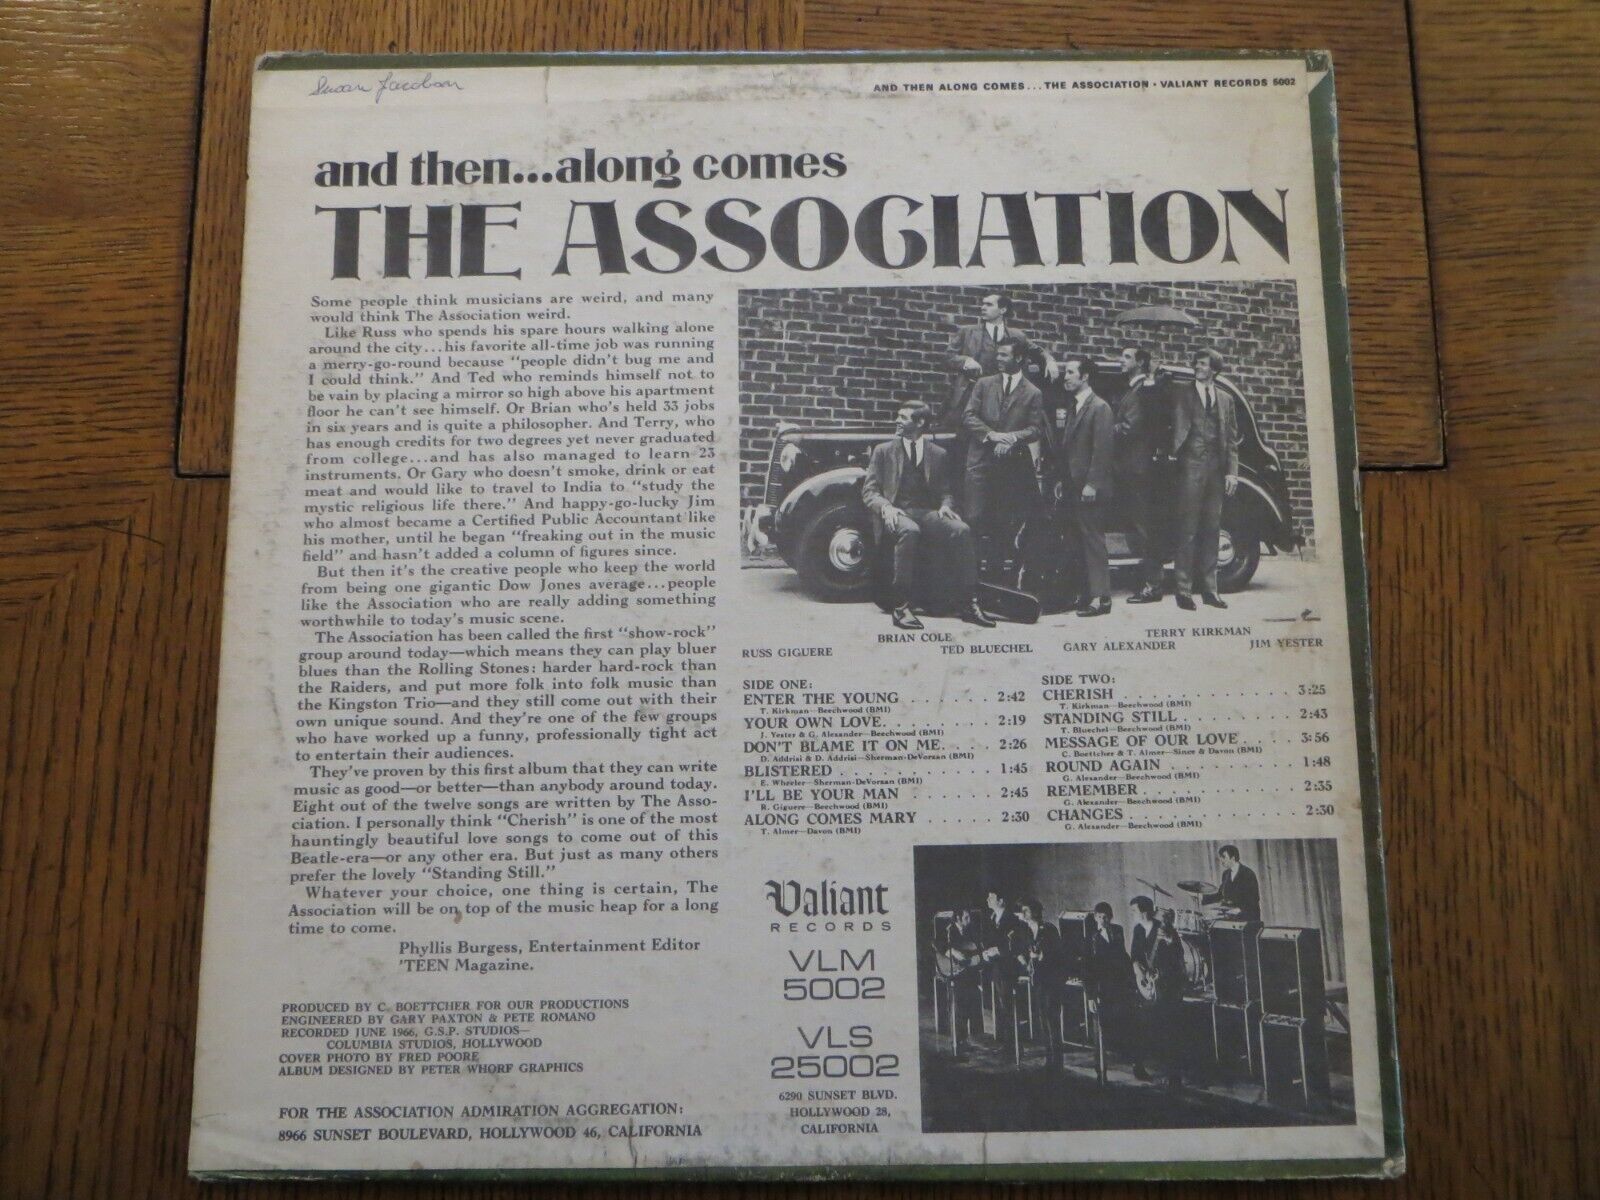 Susan Jacobson
AND THEN ALONG COMES...THE ASSOCIATION • VALIANT RECORDS 5002
and then...along comes
THE ASSOCIATION
Some people think musicians are weird, and many
would think The Association weird.
Like Russ who spends his spare hours walking alone
around the city...his favorite all-time job was running
a merry-go-round because "people didn't bug me and
I could think." And Ted who reminds himself not to
be vain by placing a mirror so high above his apartment
floor he can't see himself. Or Brian who's held 33 jobs
in six years and is quite a philosopher. And Terry, who
has enough credits for two degrees yet never graduated
from college...and has also managed to learn 23
instruments. Or Gary who doesn't smoke, drink or eat
meat and would like to travel to India to "study the
mystic religious life there." And happy-go-lucky Jim
who almost became a Certified Public Accountant like
his mother, until he began "freaking out in the music
field" and hasn't added a column of figures since.
But then it's the creative people who keep the world
from being one gigantic Dow Jones average...people
like the Association who are really adding something
worthwhile to today's music scene.
The Association has been called the first "show-rock"
group around today—which means they can play bluer
blues than the Rolling Stones: harder hard-rock than
the Raiders, and put more folk into folk music than
the Kingston Trio—and they still come out with their
own unique sound. And they're one of the few groups
who have worked up a funny, professionally tight act
to entertain their audiences.
They've proven by this first album that they can write
music as good—or better—than anybody around today.
Eight out of the twelve songs are written by The Asso-
ciation. I personally think "Cherish" is one of the most
hauntingly beautiful love songs to come out of this
Beatle-era—or any other era. But just as many others
prefer the lovely "Standing Still."
Whatever your choice, one thing is certain, The
Association will be on top of the music heap for a long
time to come.
Phyllis Burgess, Entertainment Editor
'TEEN Magazine.
PRODUCED BY C. BOETTCHER FOR OUR PRODUCTIONS
ENGINEERED BY GARY PAXTON & PETE ROMANO
RECORDED JUNE 1966, G.S.P. STUDIOS—
COLUMBIA STUDIOS, HOLLYWOOD
COVER PHOTO BY FRED POORE
ALBUM DESIGNED BY PETER WHORF GRAPHICS
FOR THE ASSOCIATION ADMIRATION AGGREGATION:
8966 SUNSET BOULEVARD, HOLLYWOOD 46, CALIFORNIA
RUSS GIGUERE BRIAN COLE TED BLUECHEL GARY ALEXANDER TERRY KIRKMAN JIM YESTER
SIDE ONE:
ENTER THE YOUNG . . . . . . 2:42
T. Kirkman—Beechwood (BMI)
YOUR OWN LOVE. . . . . . . . 2:19
J. Yester & G. Alexander—Beechwood (BMI)
DON'T BLAME IT ON ME. . . . 2:26
D. Addrisi & D. Addrisi—Sherman-DeVorzan (BMI)
BLISTERED . . . . . . . . . . . 1:45
E. Wheeler—Sherman-DeVorzan (BMI)
I'LL BE YOUR MAN . . . . . . 2:45
R. Giguere—Beechwood (BMI)
ALONG COMES MARY . . . . . 2:30
T. Almer—Davon (BMI)
SIDE TWO:
CHERISH . . . . . . . . . . . . . 3:25
T. Kirkman—Beechwood (BMI)
STANDING STILL . . . . . . . . 2:43
T. Bluechel—Beechwood (BMI)
MESSAGE OF OUR LOVE . . . . 3:56
C. Boettcher & T. Almer—Since & Davon (BMI)
ROUND AGAIN . . . . . . . . . . 1:48
G. Alexander—Beechwood (BMI)
REMEMBER . . . . . . . . . . . . 2:35
G. Alexander—Beechwood (BMI)
CHANGES . . . . . . . . . . . . . 2:30
G. Alexander—Beechwood (BMI)
Valiant
RECORDS
VLM
5002
VLS
25002
6290 SUNSET BLVD.
HOLLYWOOD 28,
CALIFORNIA